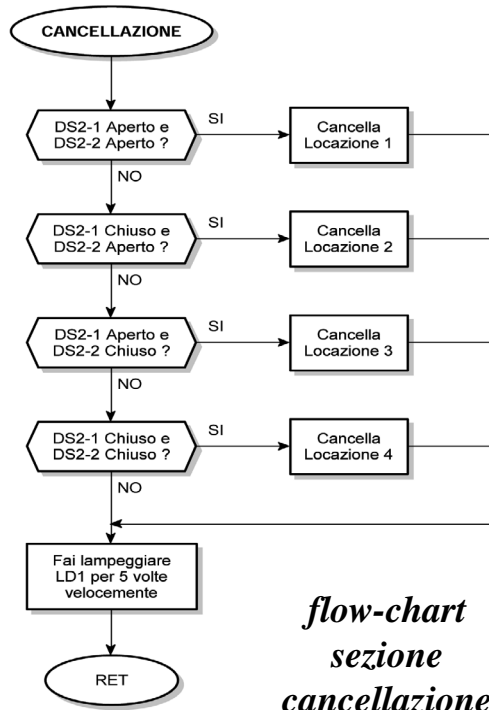 CANCELLAZIONE
DS2-1 Aperto e
DS2-2 Aperto ?
SI
Cancella
Locazione 1
NO
DS2-1 Chiuso e
DS2-2 Aperto ?
SI
Cancella
Locazione 2
NO
DS2-1 Aperto e
DS2-2 Chiuso ?
SI
Cancella
Locazione 3
NO
DS2-1 Chiuso e
DS2-2 Chiuso ?
SI
Cancella
Locazione 4
NO
Fai lampeggiare
LD1 per 5 volte
velocemente
RET
flow-chart
sezione
cancellazione